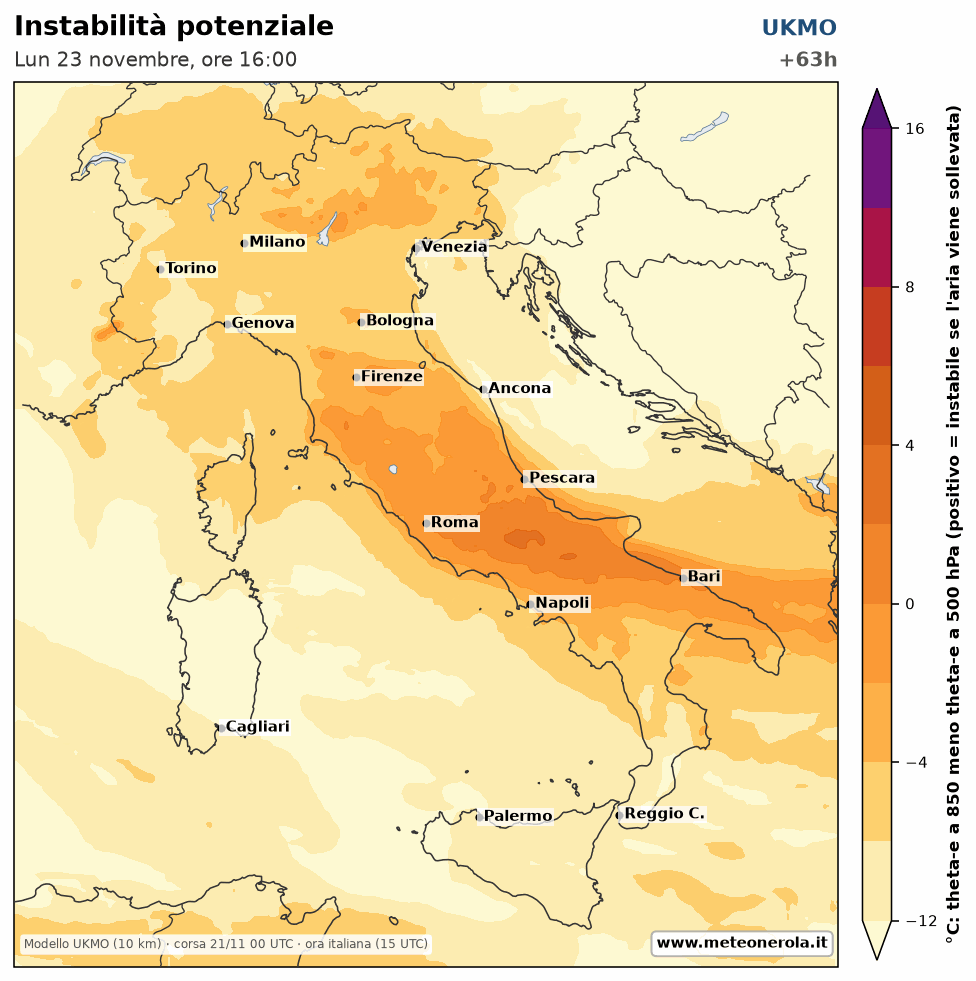 Instabilità potenziale
UKMO
Lun 23 novembre, ore 16:00
+63h
Milano
Venezia
Torino
Genova
Bologna
Firenze
Ancona
Pescara
Roma
Bari
Napoli
Cagliari
Palermo
Reggio C.
16
8
4
0
−4
−12
°C: theta-e a 850 meno theta-e a 500 hPa (positivo = instabile se l'aria viene sollevata)
Modello UKMO (10 km) · corsa 21/11 00 UTC · ora italiana (15 UTC)
www.meteonerola.it